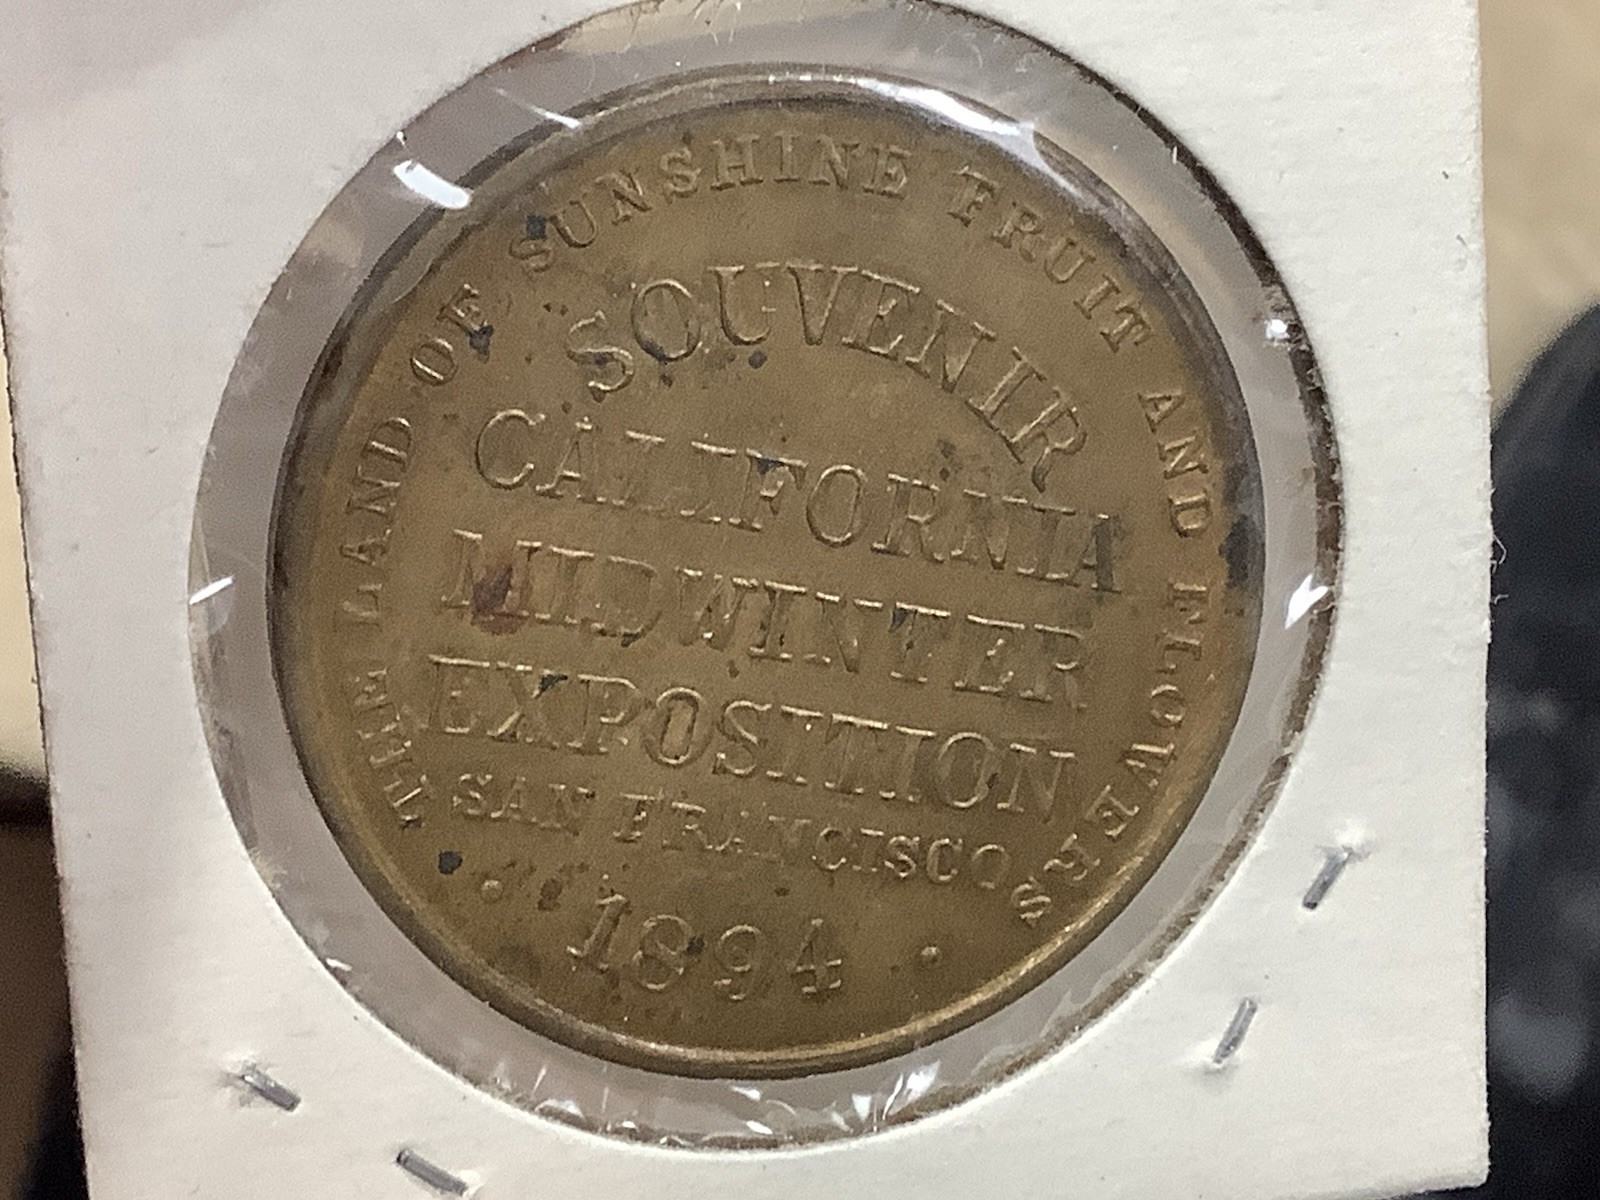 THE LAND OF SUNSHINE FRUIT AND FLOWERS
SOUVENIR
CALIFORNIA
MIDWINTER
EXPOSITION
SAN FRANCISCO
1894